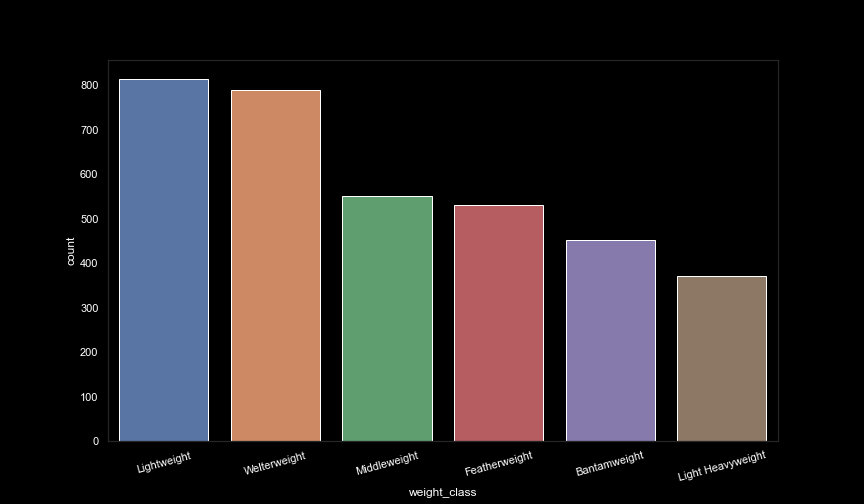 800
700
600
500
400
300
200
100
0
count
Lightweight
Welterweight
Middleweight
Featherweight
Bantamweight
Light Heavyweight
weight_class